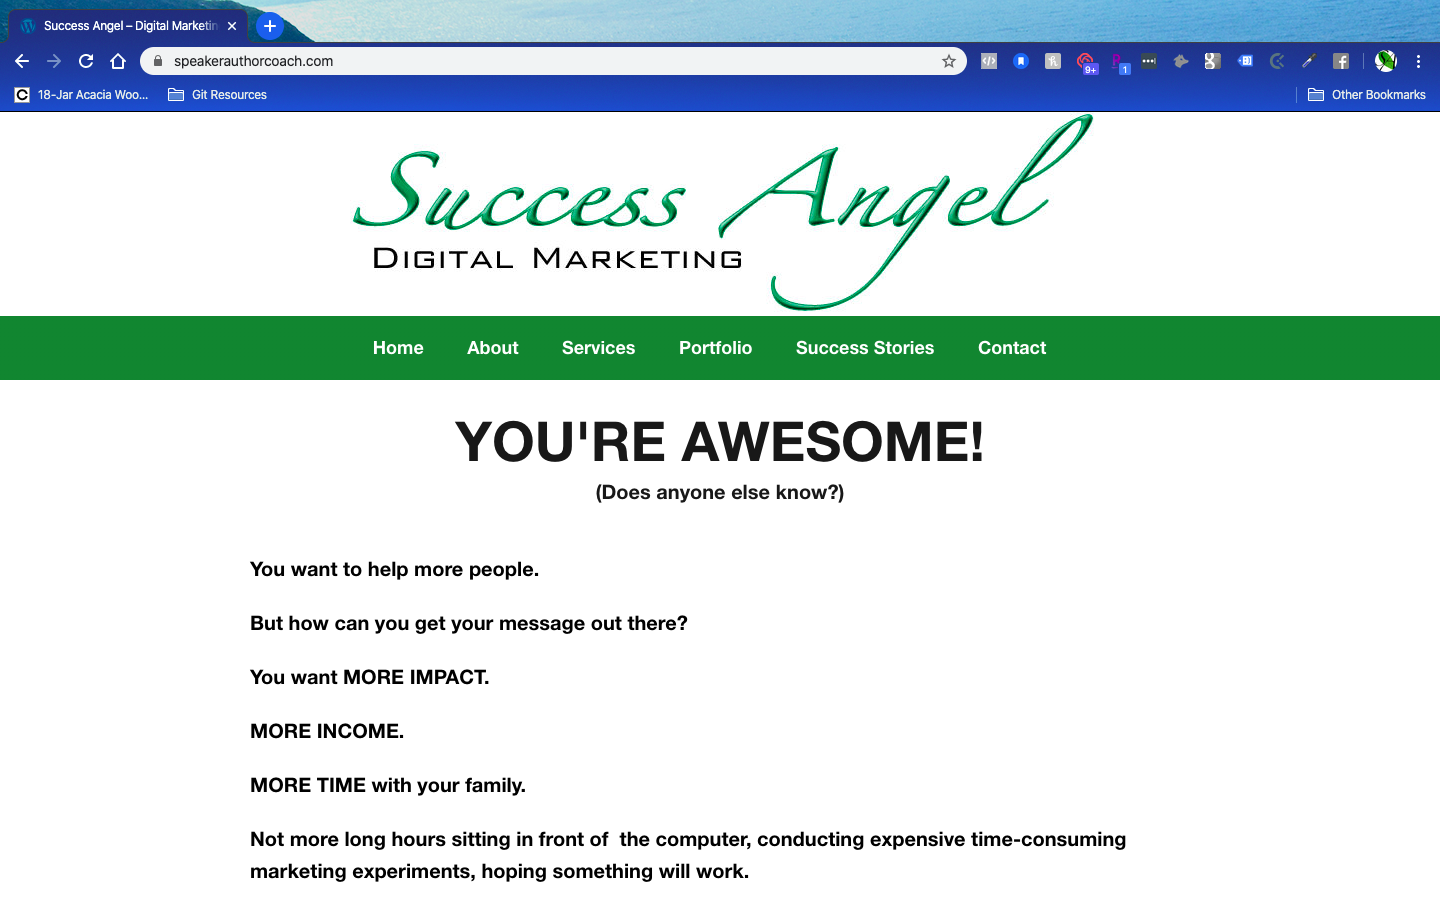 Success Angel – Digital Marketin
speakerauthorcoach.com
9+
1
18-Jar Acacia Woo...
Git Resources
Other Bookmarks
Success Angel
DIGITAL MARKETING
Home
About
Services
Portfolio
Success Stories
Contact
YOU'RE AWESOME!
(Does anyone else know?)
You want to help more people.
But how can you get your message out there?
You want MORE IMPACT.
MORE INCOME.
MORE TIME with your family.
Not more long hours sitting in front of  the computer, conducting expensive time-consuming
marketing experiments, hoping something will work.